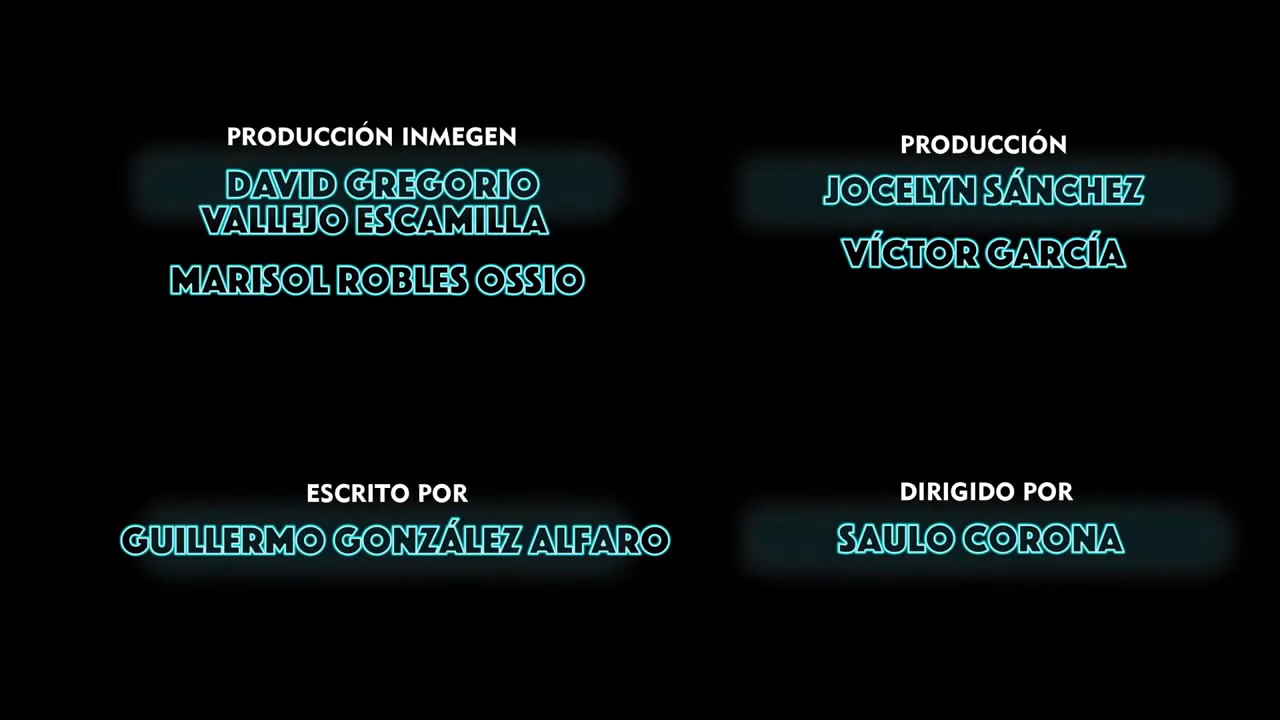 PRODUCCIÓN INMEGEN
DAVID GREGORIO
VALLEJO ESCAMILLA
MARISOL ROBLES OSSIO
PRODUCCIÓN
JOCELYN SÁNCHEZ
VÍCTOR GARCÍA
ESCRITO POR
GUILLERMO GONZÁLEZ ALFARO
DIRIGIDO POR
SAULO CORONA